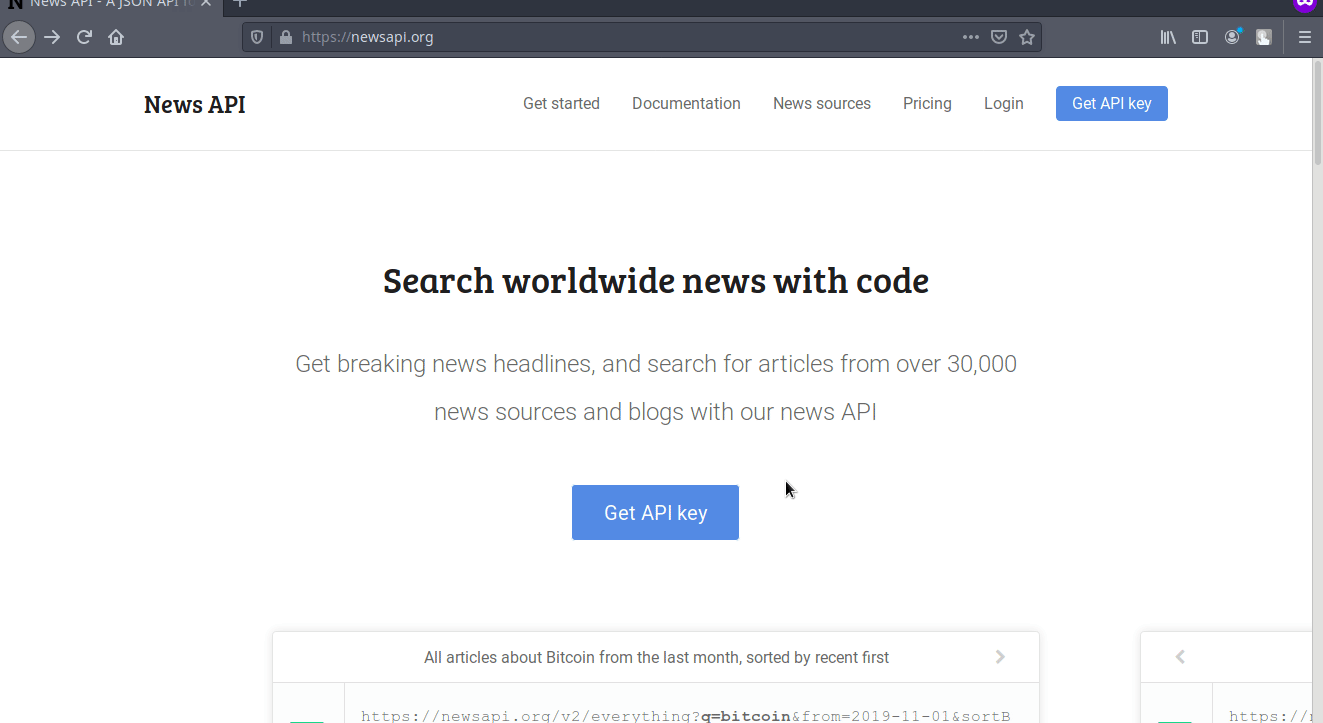 News API - A JSON API fo
https://newsapi.org
News API
Get started
Documentation
News sources
Pricing
Login
Get API key
Search worldwide news with code
Get breaking news headlines, and search for articles from over 30,000
news sources and blogs with our news API
Get API key
All articles about Bitcoin from the last month, sorted by recent first
https://newsapi.org/v2/everything?q=bitcoin&from=2019-11-01&sortB
https://n